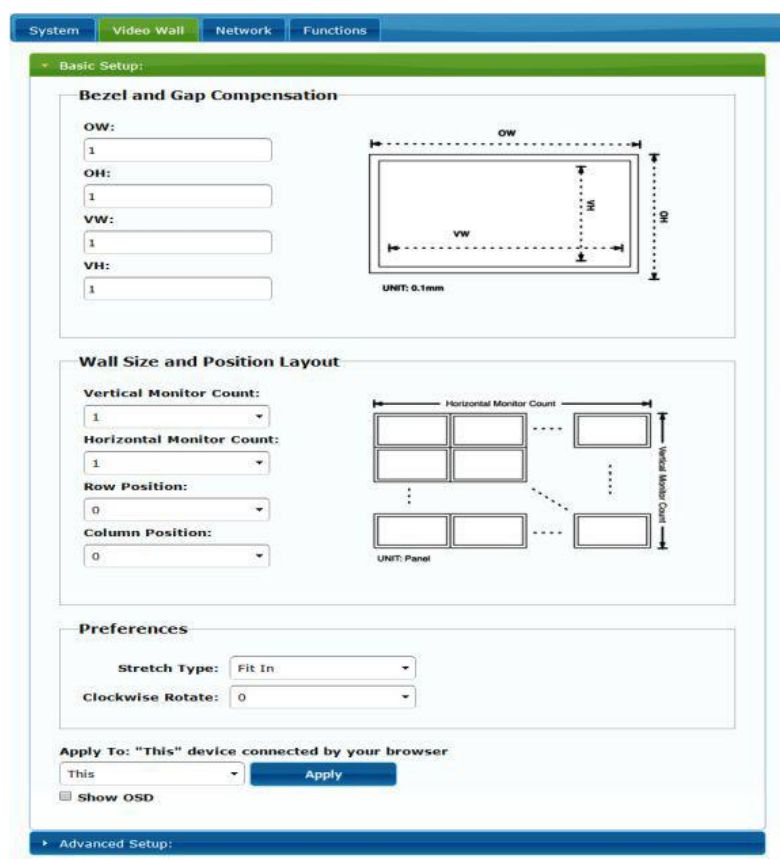 System Video Wall Network Functions
Basic Setup:
Bezel and Gap Compensation
OW:
1
OH:
1
VW:
1
VH:
1
OW
VH
OH
VW
UNIT: 0.1mm
Wall Size and Position Layout
Vertical Monitor Count:
1
Horizontal Monitor Count:
1
Row Position:
0
Column Position:
0
Horizontal Monitor Count
Vertical Monitor Count
UNIT: Panel
Preferences
Stretch Type: Fit In
Clockwise Rotate: 0
Apply To: "This" device connected by your browser
This Apply
Show OSD
Advanced Setup: